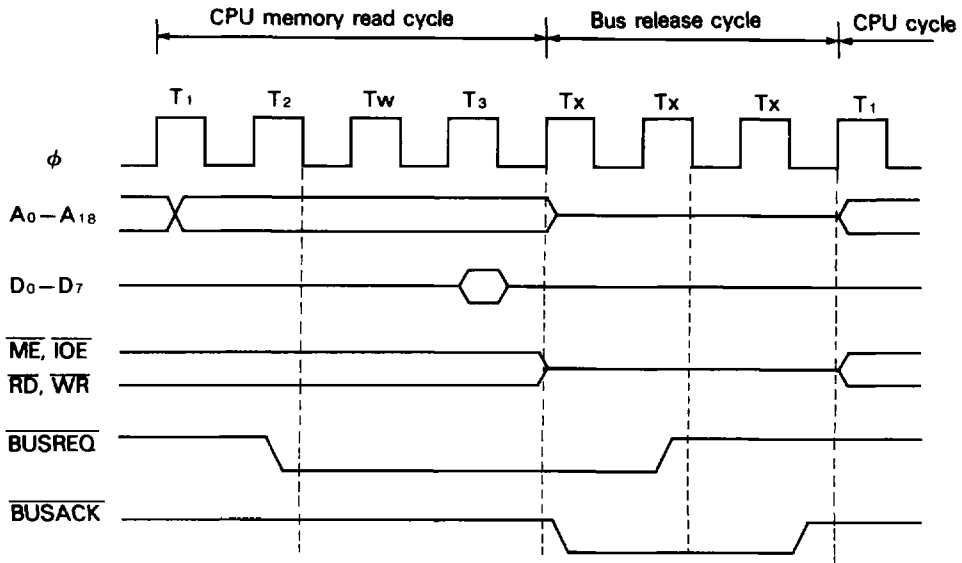 CPU memory read cycle Bus release cycle CPU cycle
T1 T2 Tw T3 Tx Tx Tx T1
ϕ
A0–A18
D0–D7
ME, IOE
RD, WR
BUSREQ
BUSACK